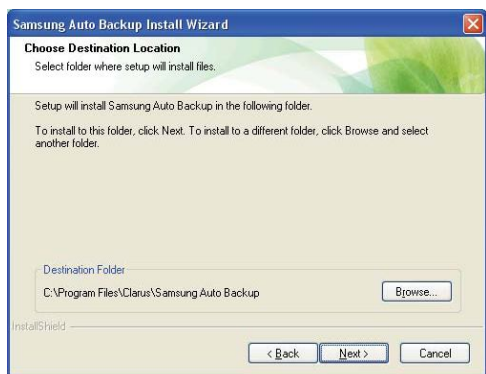 Samsung Auto Backup Install Wizard
Choose Destination Location
Select folder where setup will install files.
Setup will install Samsung Auto Backup in the following folder.
To install to this folder, click Next. To install to a different folder, click Browse and select
another folder.
Destination Folder
C:\Program Files\Clarus\Samsung Auto Backup
Browse...
InstallShield
< Back
Next >
Cancel